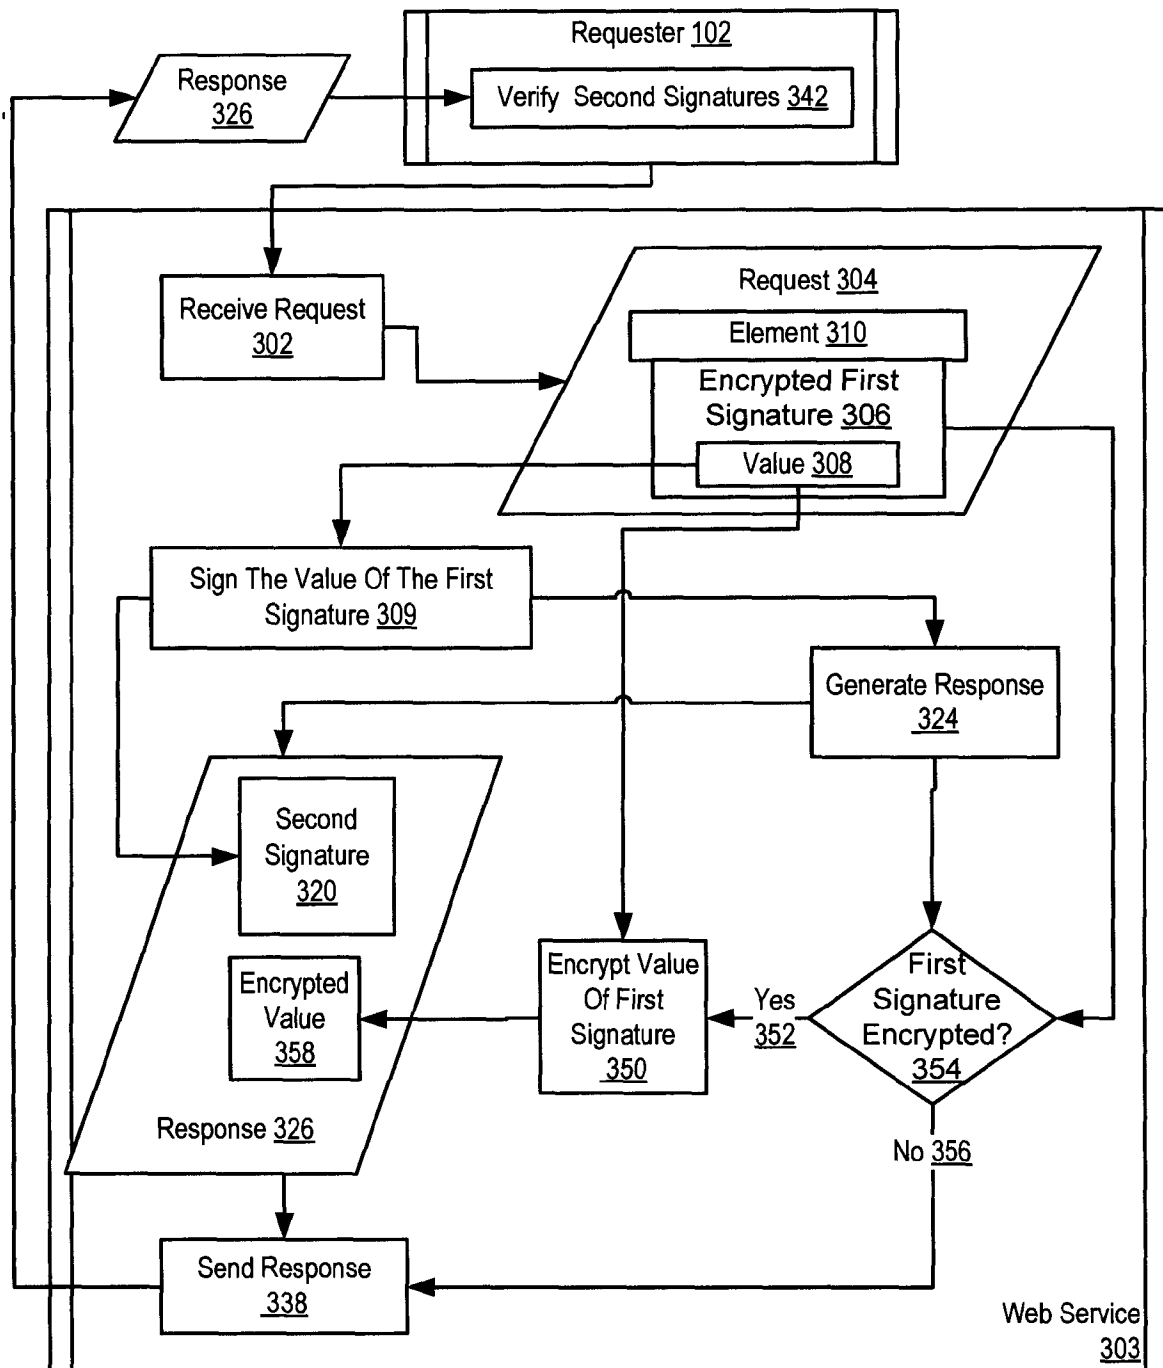 Requester 102
Response
326
Verify Second Signatures 342
Receive Request
302
Request 304
Element 310
Encrypted First
Signature 306
Value 308
Sign The Value Of The First
Signature 309
Generate Response
324
Second
Signature
320
Encrypted
Value
358
Encrypt Value
Of First
Signature
350
Yes
352
First
Signature
Encrypted?
354
Response 326
No 356
Send Response
338
Web Service
303